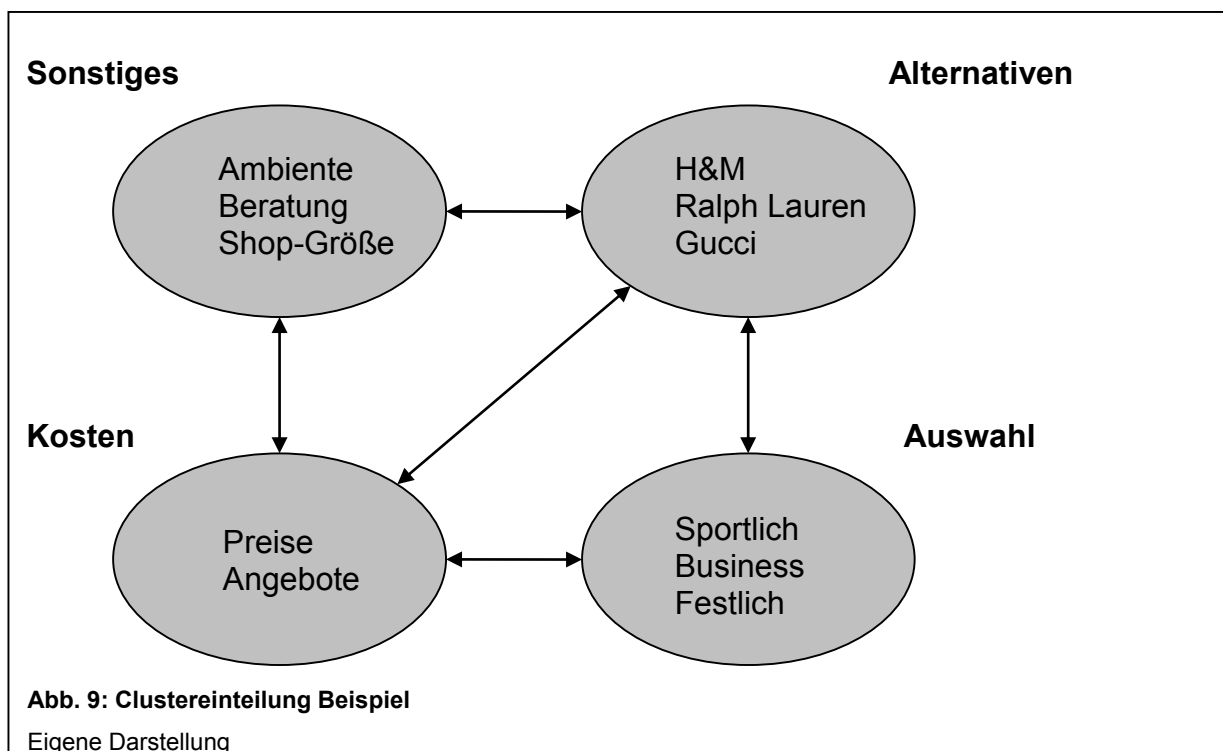 Sonstiges
Alternativen
Ambiente
Beratung
Shop-Größe
H&M
Ralph Lauren
Gucci
Kosten
Auswahl
Preise
Angebote
Sportlich
Business
Festlich
Abb. 9: Clustereinteilung Beispiel
Eigene Darstellung